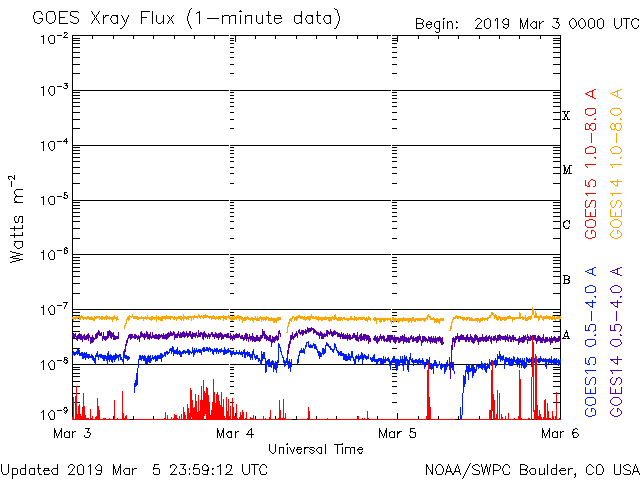 GOES Xray Flux (1-minute data)
Begin: 2019 Mar 3 0000 UTC
Watts m⁻²
10⁻²
10⁻³
10⁻⁴
10⁻⁵
10⁻⁶
10⁻⁷
10⁻⁸
10⁻⁹
X
M
C
B
A
GOES15 1.0-8.0 A
GOES14 1.0-8.0 A
GOES15 0.5-4.0 A
GOES14 0.5-4.0 A
Mar 3
Mar 4
Mar 5
Mar 6
Universal Time
Updated 2019 Mar 5 23:59:12 UTC
NOAA/SWPC Boulder, CO USA